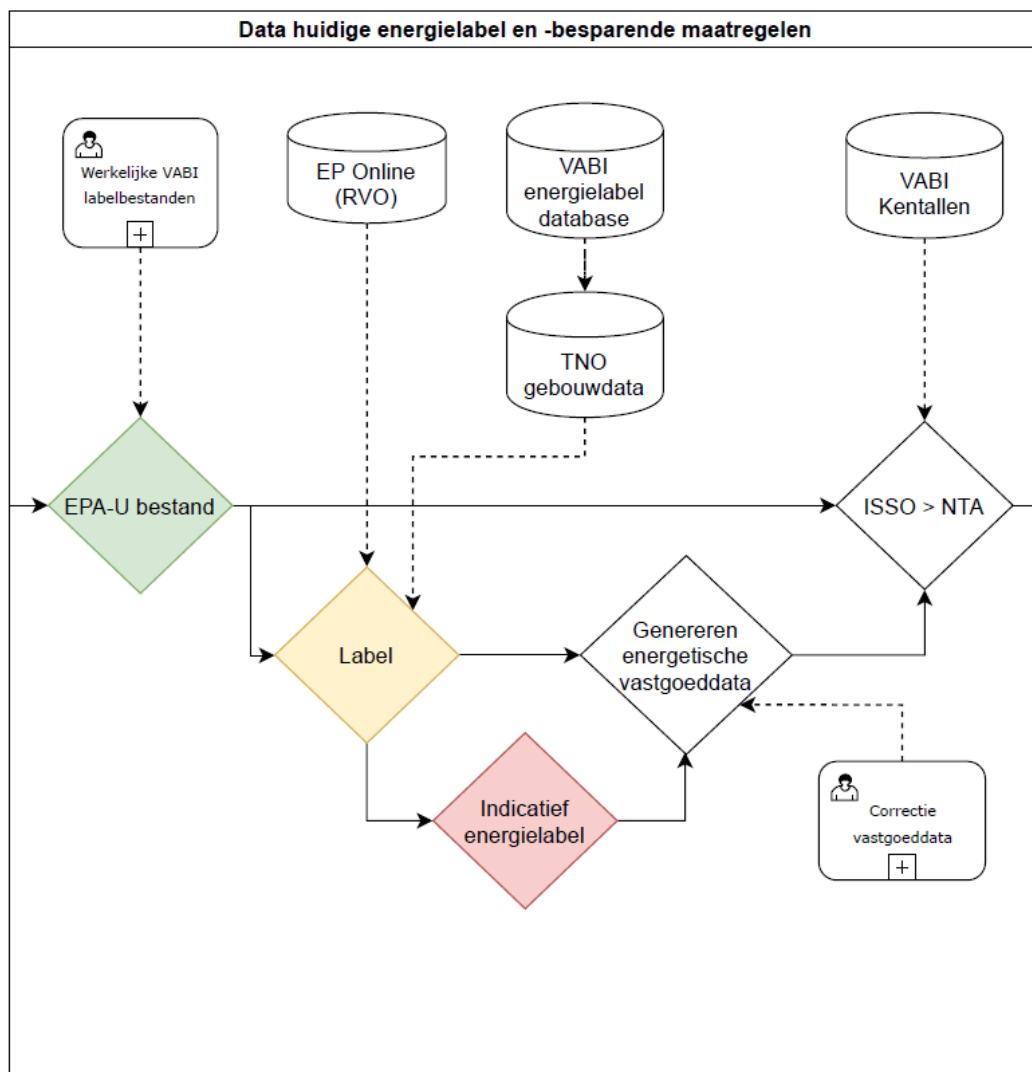 Data huidige energielabel en -besparende maatregelen
Werkelijke VABI
labelbestanden
EP Online
(RVO)
VABI
energielabel
database
VABI
Kentallen
TNO
gebouwdata
EPA-U bestand
ISSO > NTA
Label
Genereren
energetische
vastgoeddata
Indicatief
energielabel
Correctie
vastgoeddata